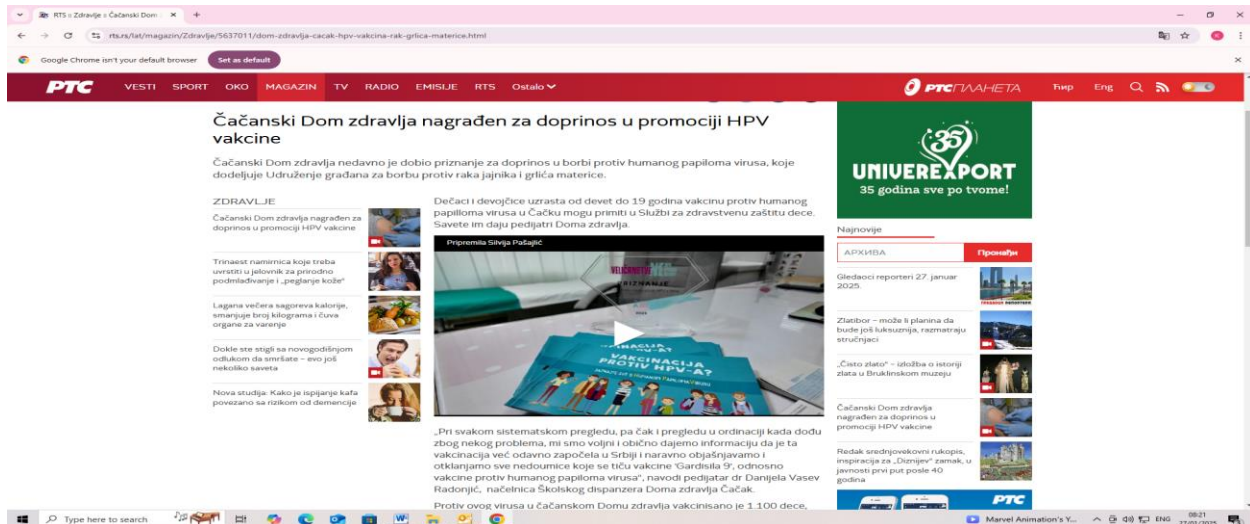 RTS :: Zdravlje :: Čačanski Dom
rts.rs/lat/magazin/Zdravlje/5637011/dom-zdravlja-cacak-hpv-vakcina-rak-grlica-materice.html
Google Chrome isn't your default browser
Set as default
РТС
VESTI SPORT OKO MAGAZIN TV RADIO EMISIJE RTS Ostalo
РТС ПЛАНЕТА
Ћир Eng
Čačanski Dom zdravlja nagrađen za doprinos u promociji HPV
vakcine
Čačanski Dom zdravlja nedavno je dobio priznanje za doprinos u borbi protiv humanog papiloma virusa, koje
dodeljuje Udruženje građana za borbu protiv raka jajnika i grlića materice.
ZDRAVLJE
Čačanski Dom zdravlja nagrađen za
doprinos u promociji HPV vakcine
Trinaest namirnica koje treba
uvrstiti u jelovnik za prirodno
podmlađivanje i „peglanje kože“
Lagana večera sagoreva kalorije,
smanjuje broj kilograma i čuva
organe za varenje
Dokle ste stigli sa novogodišnjom
odlukom da smršate – evo još
nekoliko saveta
Nova studija: Kako je ispijanje kafa
povezano sa rizikom od demencije
Dečaci i devojčice uzrasta od devet do 19 godina vakcinu protiv humanog
papilloma virusa u Čačku mogu primiti u Službi za zdravstvenu zaštitu dece.
Savete im daju pedijatri Doma zdravlja.
Pripremila Silvija Pašajlić
PRIZNANJE
VAKCINACIJA
PROTIV HPV-A?
„Pri svakom sistematskom pregledu, pa čak i pregledu u ordinaciji kada dođu
zbog nekog problema, mi smo voljni i obično dajemo informaciju da je ta
vakcinacija već odavno započela u Srbiji i naravno objašnjavamo i
otklanjamo sve nedoumice koje se tiču vakcine 'Gardisila 9', odnosno
vakcine protiv humanog papiloma virusa“, navodi pedijatar dr Danijela Vasev
Radonjić, načelnica Školskog dispanzera Doma zdravlja Čačak.
Protiv ovog virusa u čačanskom Domu zdravlja vakcinisano je 1.100 dece,
35
UNIVEREXPORT
35 godina sve po tvome!
Najnovije
АРХИВА
Пронађи
Gledaoci reporteri 27. januar
2025.
Zlatibor – može li planina da
bude još luksuznija, razmatraju
stručnjaci
„Čisto zlato“ – izložba o istoriji
zlata u Bruklinskom muzeju
Čačanski Dom zdravlja
nagrađen za doprinos u
promociji HPV vakcine
Redak srednjovekovni rukopis,
inspiracija za „Diznijev“ zamak, u
javnosti prvi put posle 40
godina
РТС
Type here to search
Marvel Animation's Y...
ENG
08:21
27/01/2025